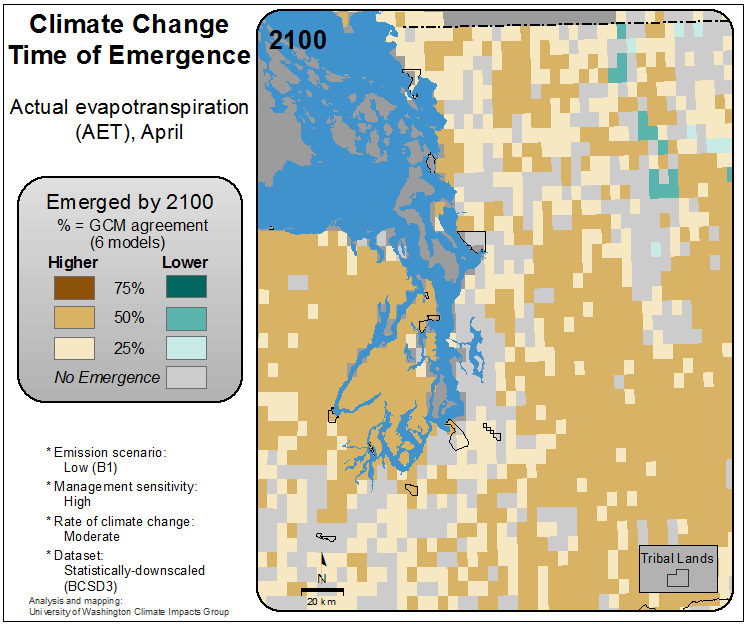 Climate Change
Time of Emergence
Actual evapotranspiration
(AET), April
Emerged by 2100
% = GCM agreement
(6 models)
Higher Lower
75%
50%
25%
No Emergence
* Emission scenario:
Low (B1)
* Management sensitivity:
High
* Rate of climate change:
Moderate
* Dataset:
Statistically-downscaled
(BCSD3)
Analysis and mapping:
University of Washington Climate Impacts Group
2100
N
20 km
Tribal Lands